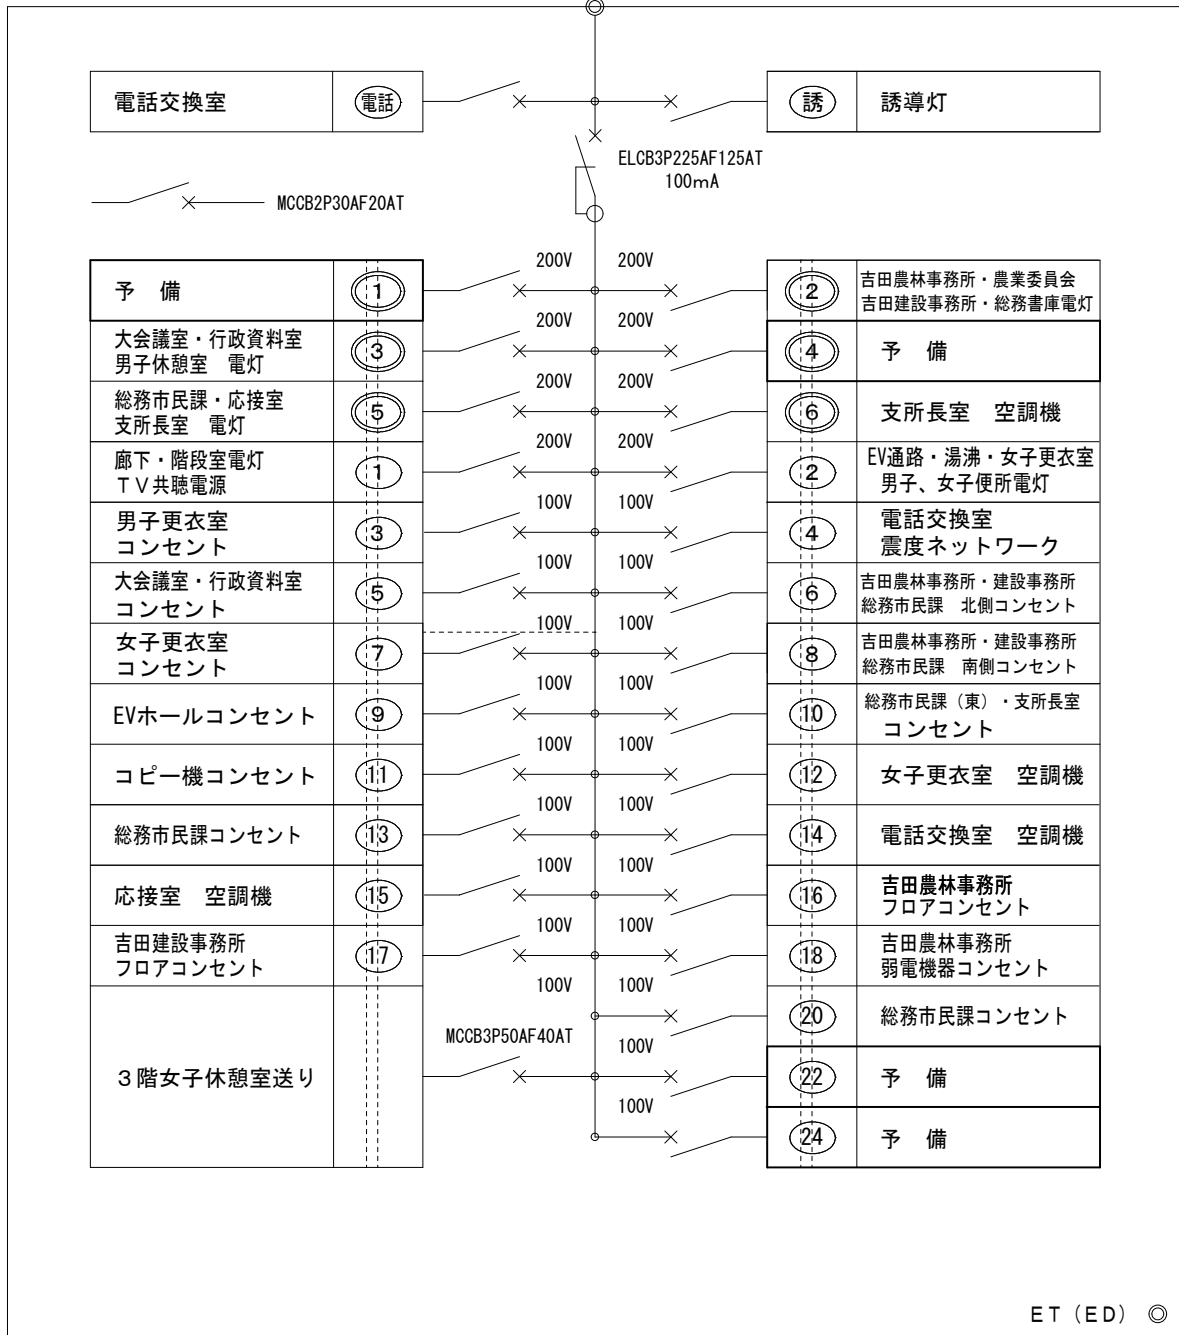 電話交換室 電話 誘 誘導灯
ELCB3P225AF125AT
100mA
MCCB2P30AF20AT
200V 200V
予 備 1 2 吉田農林事務所・農業委員会
吉田建設事務所・総務書庫電灯
200V 200V
大会議室・行政資料室
男子休憩室 電灯 3 4 予 備
200V 200V
総務市民課・応接室
支所長室 電灯 5 6 支所長室 空調機
200V 200V
廊下・階段室電灯
TV共聴電源 1 2 EV通路・湯沸・女子更衣室
男子、女子便所電灯
100V 100V
男子更衣室
コンセント 3 4 電話交換室
震度ネットワーク
100V 100V
大会議室・行政資料室
コンセント 5 6 吉田農林事務所・建設事務所
総務市民課 北側コンセント
100V 100V
女子更衣室
コンセント 7 8 吉田農林事務所・建設事務所
総務市民課 南側コンセント
100V 100V
EVホールコンセント 9 10 総務市民課(東)・支所長室
コンセント
100V 100V
コピー機コンセント 11 12 女子更衣室 空調機
100V 100V
総務市民課コンセント 13 14 電話交換室 空調機
100V 100V
応接室 空調機 15 16 吉田農林事務所
フロアコンセント
100V 100V
吉田建設事務所
フロアコンセント 17 18 吉田農林事務所
弱電機器コンセント
100V 100V
20 総務市民課コンセント
MCCB3P50AF40AT 100V
3階女子休憩室送り 22 予 備
100V
24 予 備
ET(ED) ◎